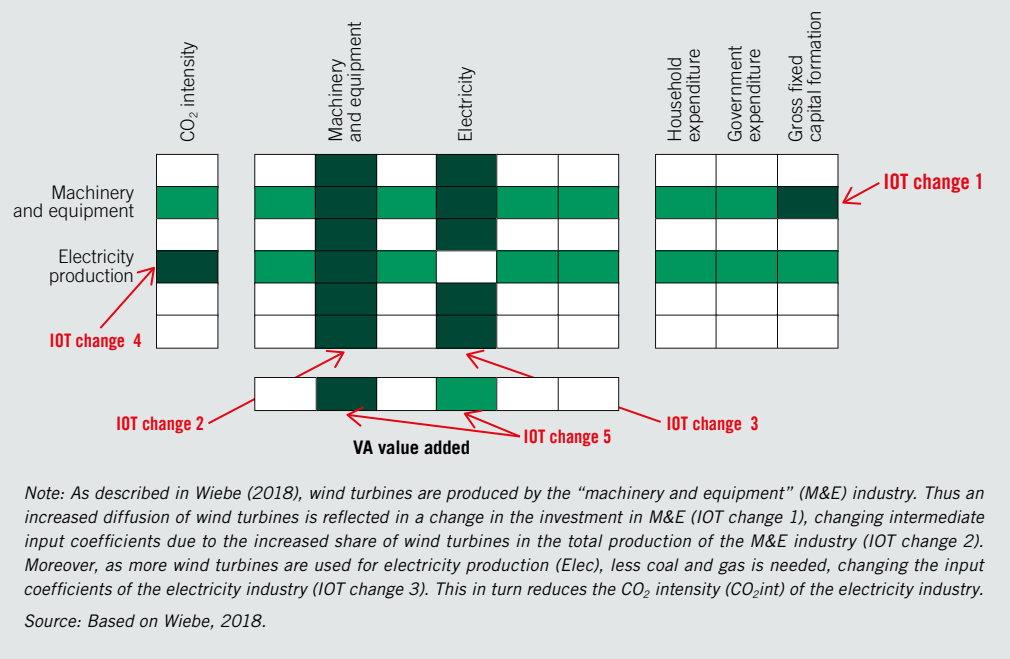 CO₂ intensity
Machinery
and equipment
Electricity
Household
expenditure
Government
expenditure
Gross fixed
capital formation
Machinery
and equipment
IOT change 1
Electricity
production
IOT change 4
IOT change 2
IOT change 5
IOT change 3
VA value added
Note: As described in Wiebe (2018), wind turbines are produced by the “machinery and equipment” (M&E) industry. Thus an
increased diffusion of wind turbines is reflected in a change in the investment in M&E (IOT change 1), changing intermediate
input coefficients due to the increased share of wind turbines in the total production of the M&E industry (IOT change 2).
Moreover, as more wind turbines are used for electricity production (Elec), less coal and gas is needed, changing the input
coefficients of the electricity industry (IOT change 3). This in turn reduces the CO₂ intensity (CO₂int) of the electricity industry.
Source: Based on Wiebe, 2018.